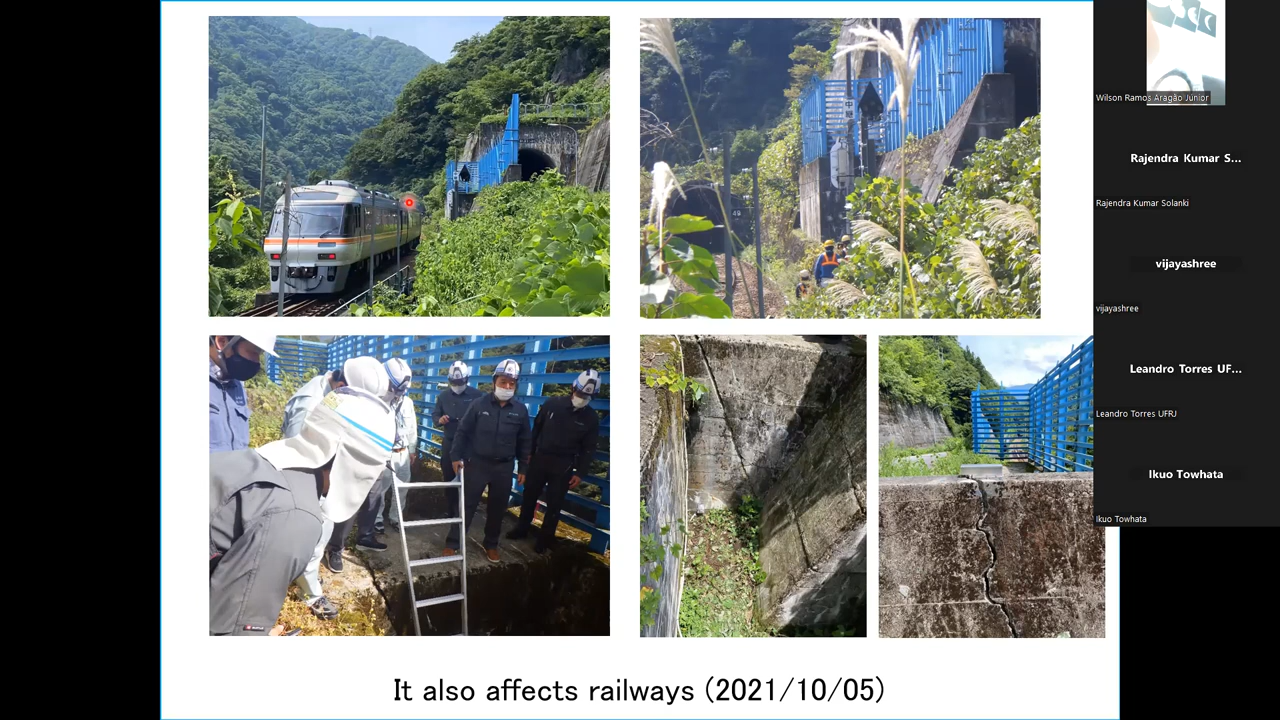 It also affects railways (2021/10/05)
Wilson Ramos Aragão Júnior
Rajendra Kumar S...
Rajendra Kumar Solanki
vijayashree
vijayashree
Leandro Torres UF...
Leandro Torres UFRJ
Ikuo Towhata
Ikuo Towhata